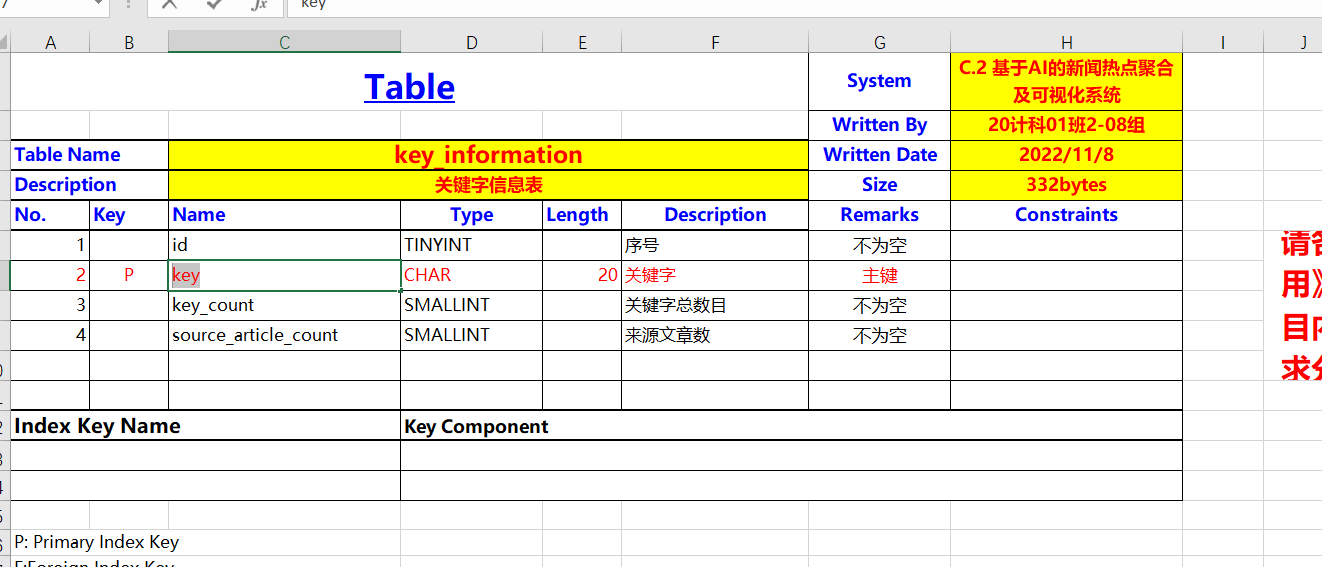 key
A B C D E F G H I J
Table
System
C.2 基于AI的新闻热点聚合
及可视化系统
Written By
20计科01班2-08组
Table Name
key_information
Written Date
2022/11/8
Description
关键字信息表
Size
332bytes
No. Key Name Type Length Description Remarks Constraints
1 id TINYINT 序号 不为空
2 P key CHAR 20 关键字 主键
3 key_count SMALLINT 关键字总数目 不为空
4 source_article_count SMALLINT 来源文章数 不为空
请
用》
目
求
Index Key Name Key Component
P: Primary Index Key
F:Foreign Index Key